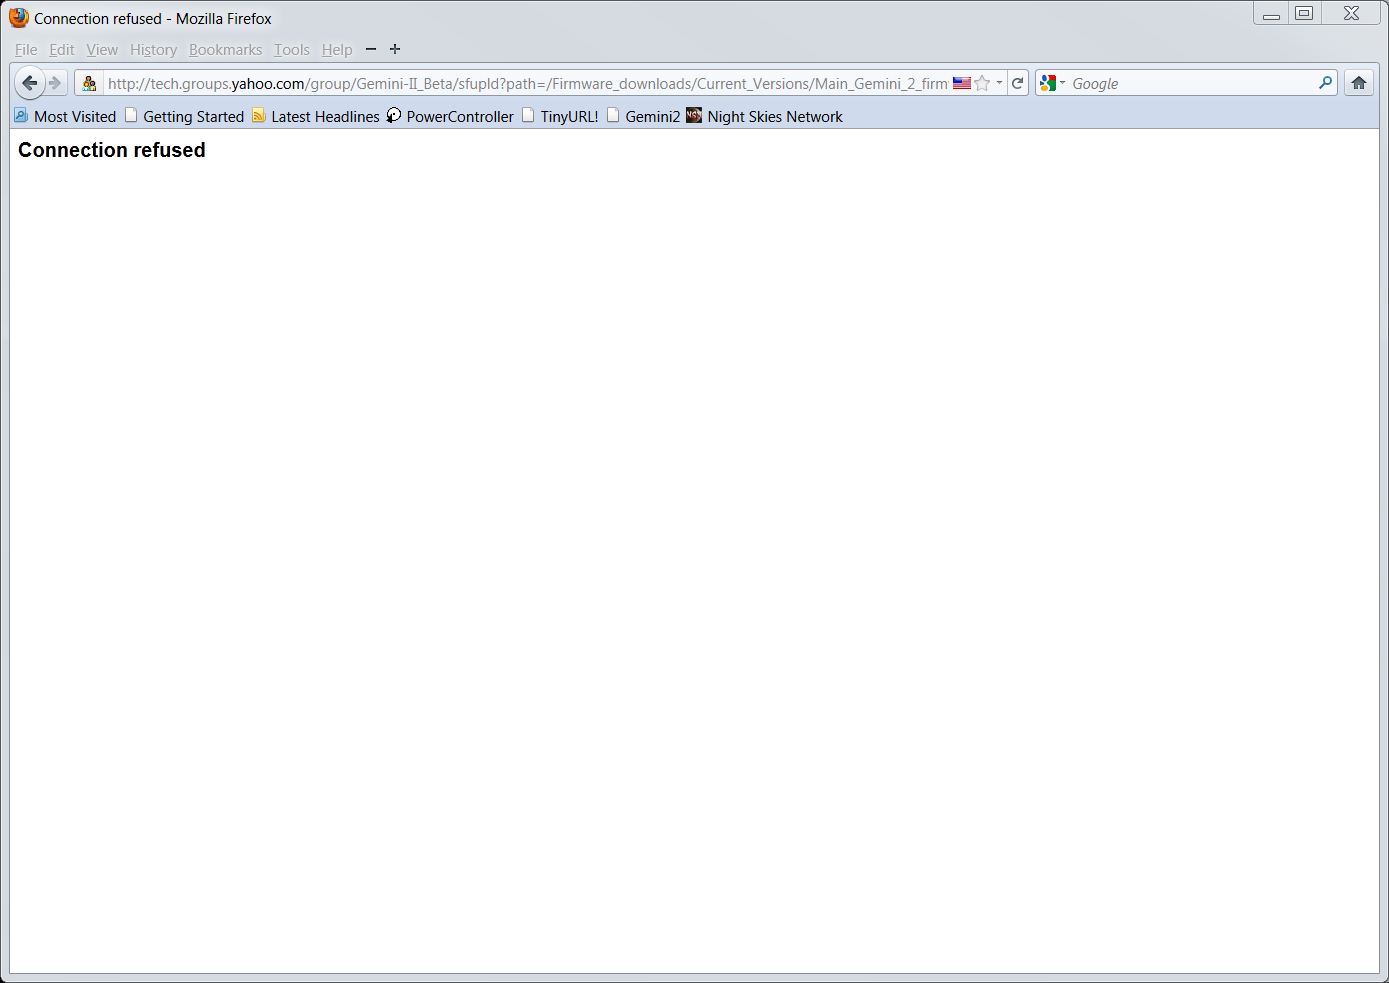 Connection refused - Mozilla Firefox
File Edit View History Bookmarks Tools Help
http://tech.groups.yahoo.com/group/Gemini-II_Beta/sfupld?path=/Firmware_downloads/Current_Versions/Main_Gemini_2_firm Google
Most Visited Getting Started Latest Headlines PowerController TinyURL! Gemini2 Night Skies Network
Connection refused